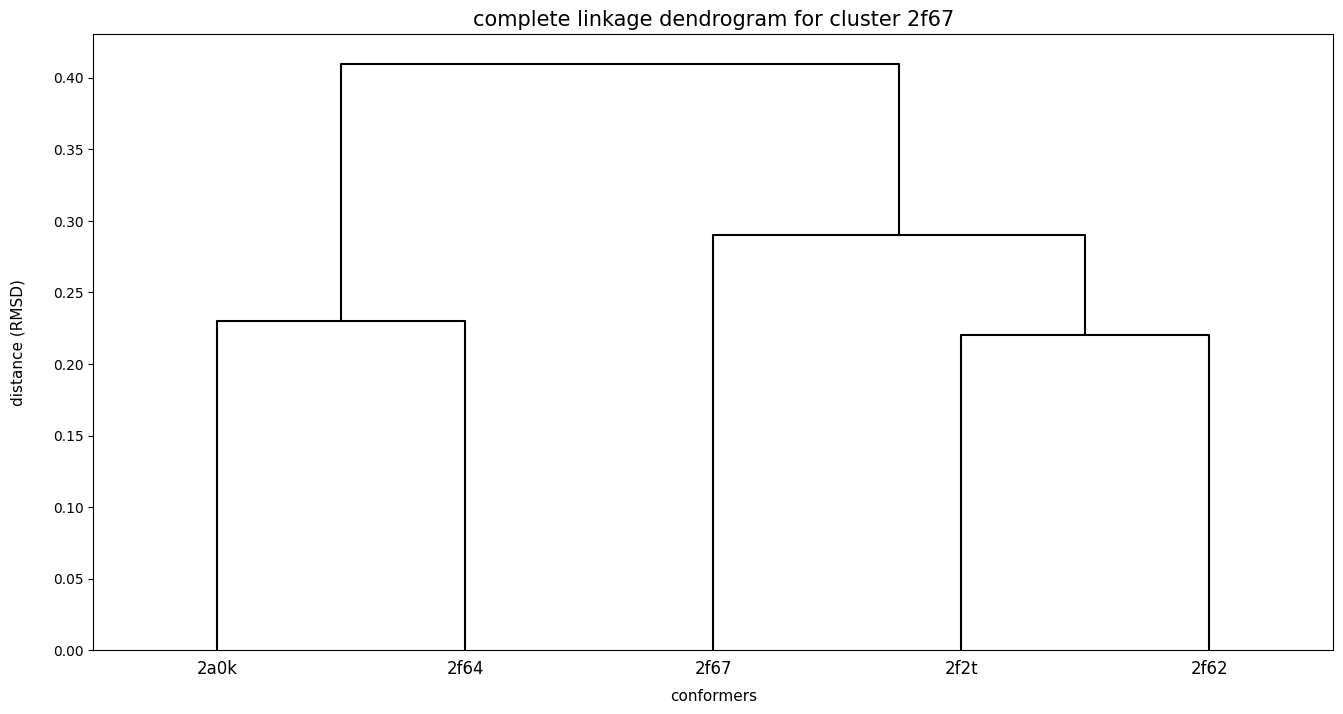 complete linkage dendrogram for cluster 2f67
0.40
0.35
0.30
0.25
0.20
0.15
0.10
0.05
0.00
distance (RMSD)
2a0k 2f64 2f67 2f2t 2f62
conformers